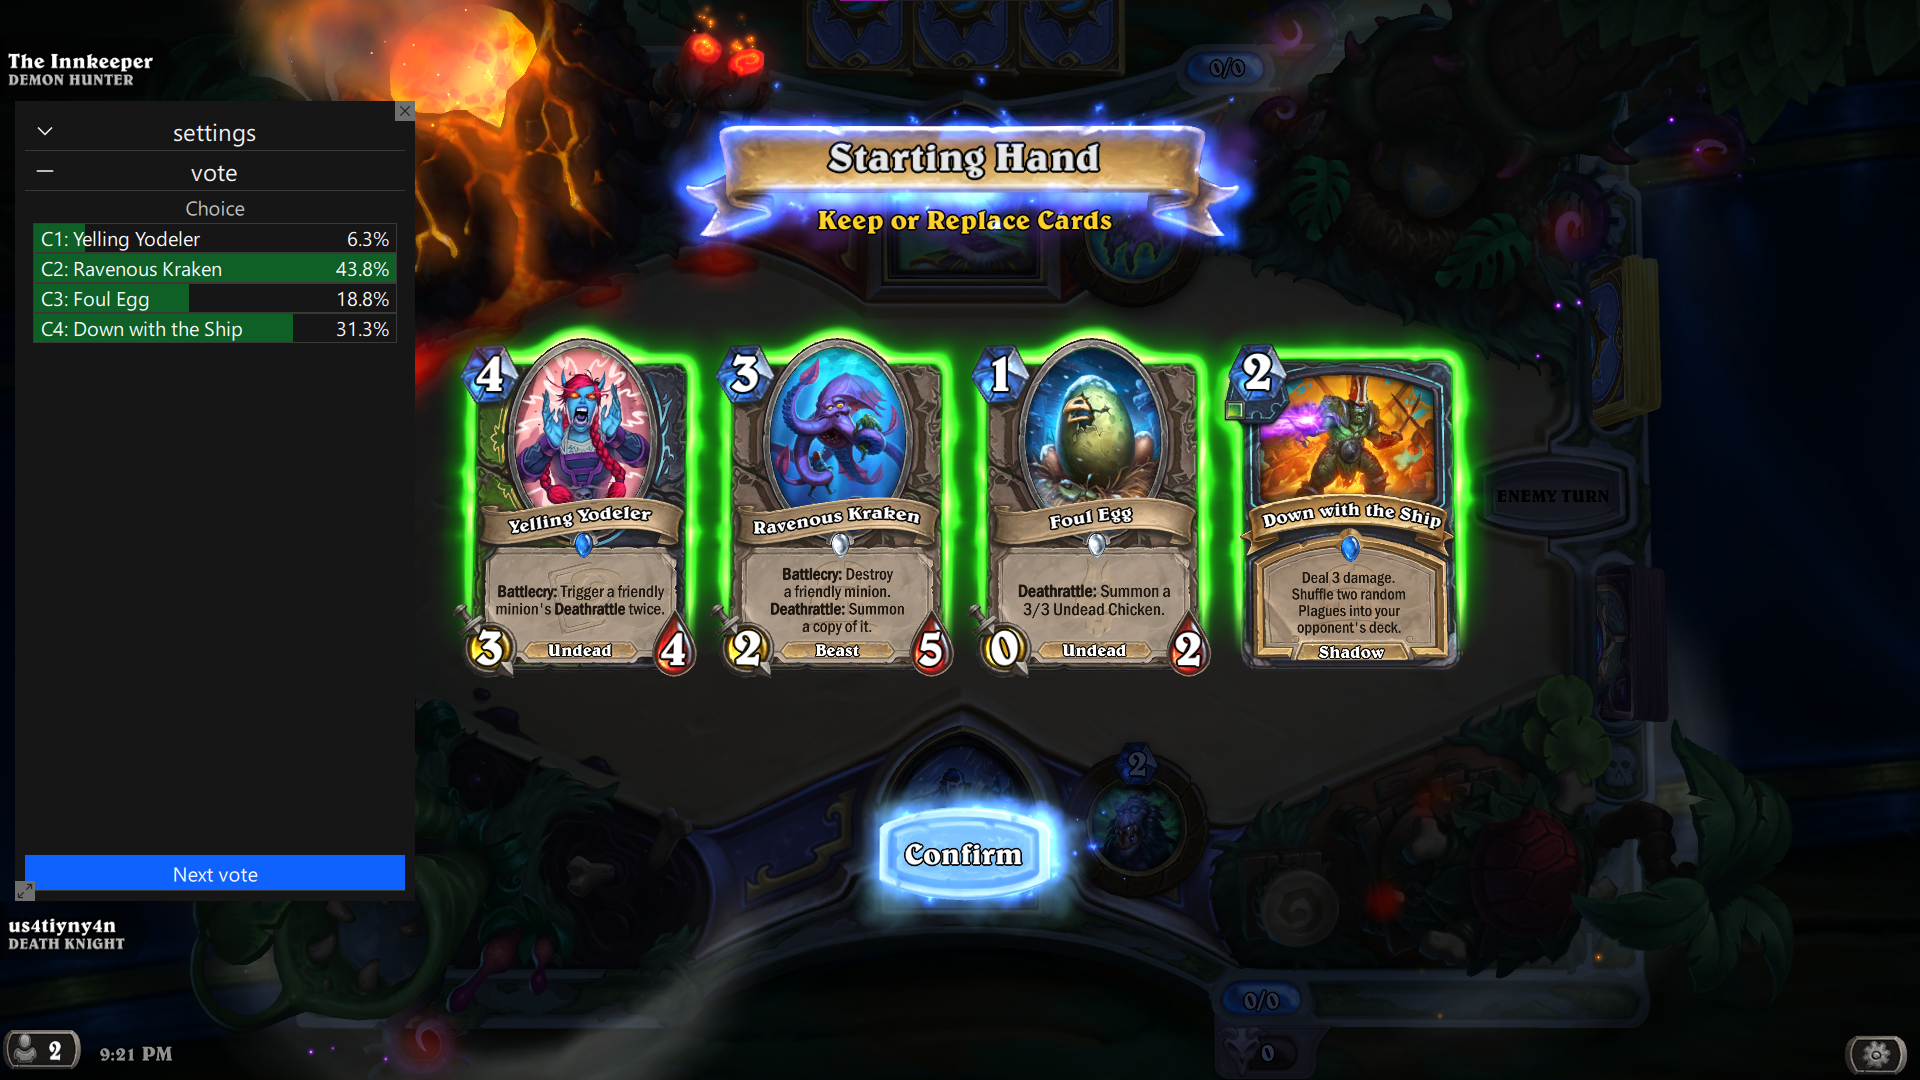 The Innkeeper
DEMON HUNTER
settings
vote
Choice
C1: Yelling Yodeler 6.3%
C2: Ravenous Kraken 43.8%
C3: Foul Egg 18.8%
C4: Down with the Ship 31.3%
Next vote
us4tiyny4n
DEATH KNIGHT
2
9:21 PM
0/0
Starting Hand
Keep or Replace Cards
4
Yelling Yodeler
Battlecry: Trigger a friendly
minion's Deathrattle twice.
3
Undead
4
3
Ravenous Kraken
Battlecry: Destroy
a friendly minion.
Deathrattle: Summon
a copy of it.
2
Beast
5
1
Foul Egg
Deathrattle: Summon a
3/3 Undead Chicken.
0
Undead
2
2
Down with the Ship
Deal 3 damage.
Shuffle two random
Plagues into your
opponent's deck.
Shadow
ENEMY TURN
2
Confirm
0/0
0